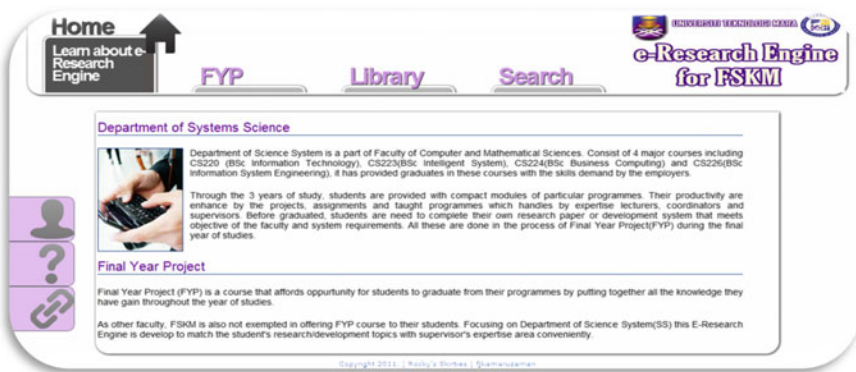 Home
Learn about e-
Research
Engine
FYP
Library
Search
UNIVERSITI TEKNOLOGI MARA
e-Research Engine
for FSKM
Department of Systems Science
Department of Science System is a part of Faculty of Computer and Mathematical Sciences. Consist of 4 major courses including
CS220 (BSc Information Technology), CS223(BSc Intelligent System), CS224(BSc Business Computing) and CS226(BSc
Information System Engineering), it has provided graduates in these courses with the skills demand by the employers.
Through the 3 years of study, students are provided with compact modules of particular programmes. Their productivity are
enhance by the projects, assignments and taught programmes which handles by expertise lecturers, coordinators and
supervisors. Before graduated, students are need to complete their own research paper or development system that meets
objective of the faculty and system requirements. All these are done in the process of Final Year Project(FYP) during the final
year of studies.
Final Year Project
Final Year Project (FYP) is a course that affords oppurtunity for students to graduate from their programmes by putting together all the knowledge they
have gain throughout the year of studies.
As other faculty, FSKM is also not exempted in offering FYP course to their students. Focusing on Department of Science System(SS) this E-Research
Engine is develop to match the student's research/development topics with supervisor's expertise area conveniently.
Copyright 2011. | Rocky's Skirbies | fjkamaruzaman